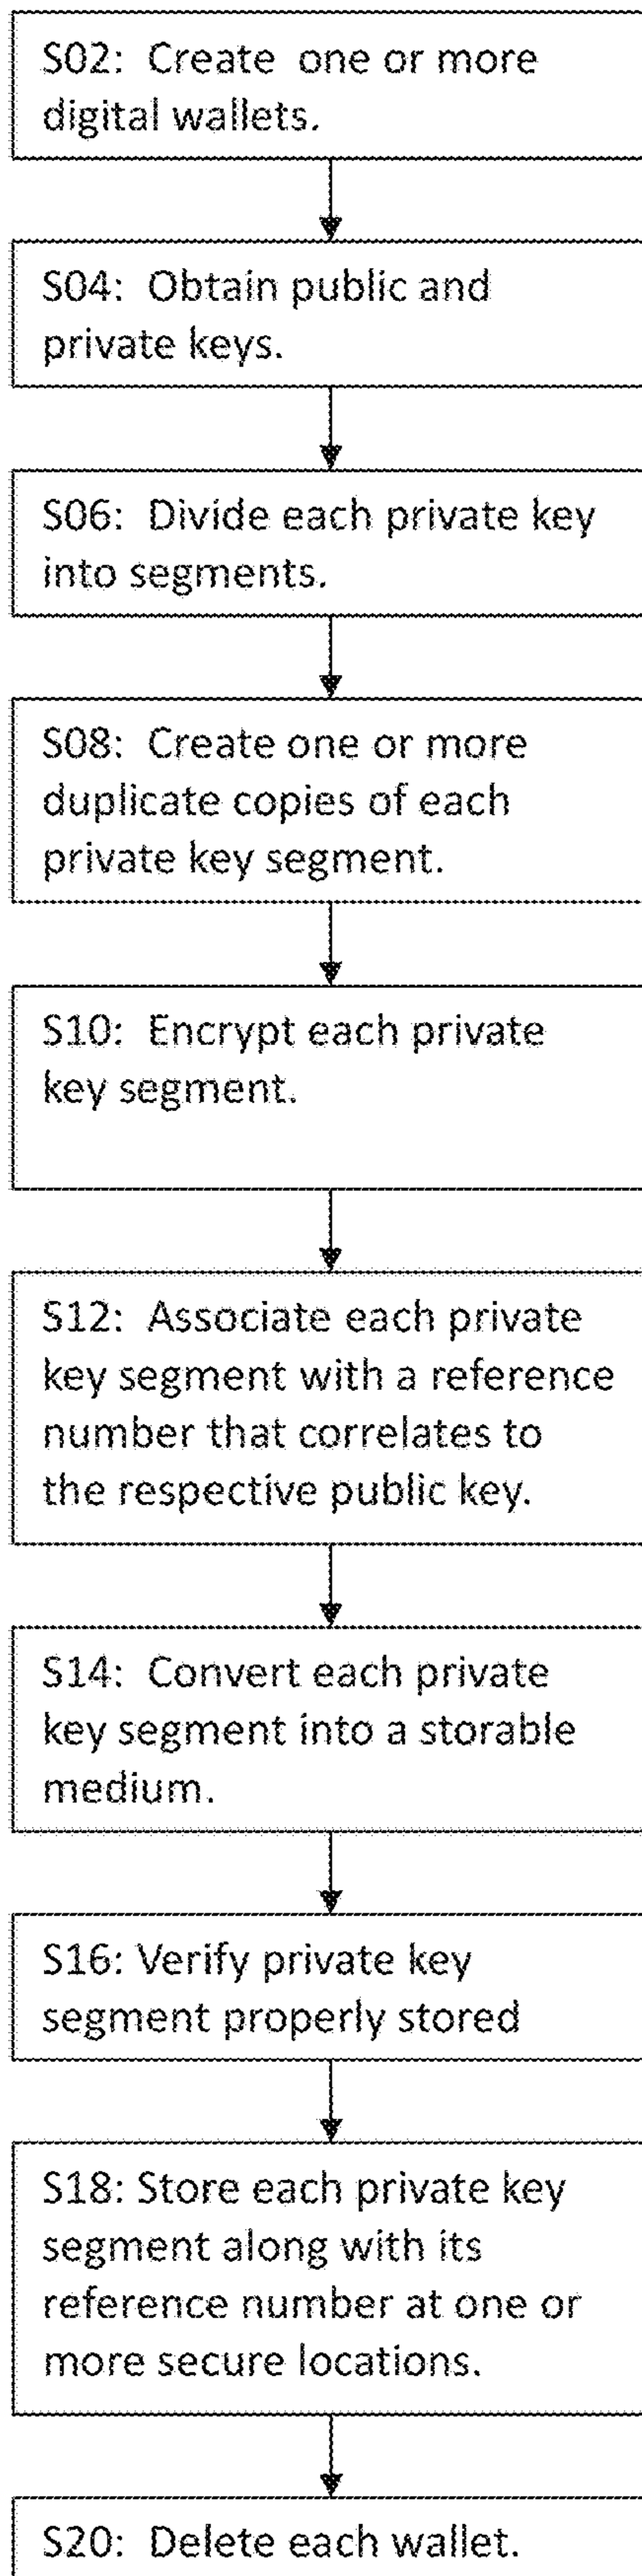 S02:  Create  one or more
digital wallets.
S04:  Obtain public and
private keys.
S06:  Divide each private key
into segments.
S08:  Create one or more
duplicate copies of each
private key segment.
S10:  Encrypt each private
key segment.
S12:  Associate each private
key segment with a reference
number that correlates to
the respective public key.
S14:  Convert each private
key segment into a storable
medium.
S16: Verify private key
segment properly stored
S18: Store each private key
segment along with its
reference number at one or
more secure locations.
S20:  Delete each wallet.